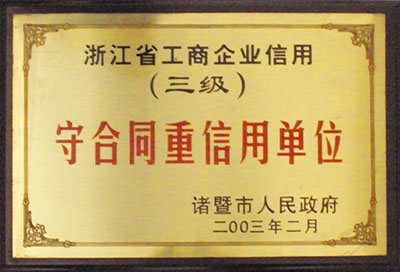 浙江省工商企业信用
（三级）
守合同重信用单位
诸暨市人民政府
二00三年二月